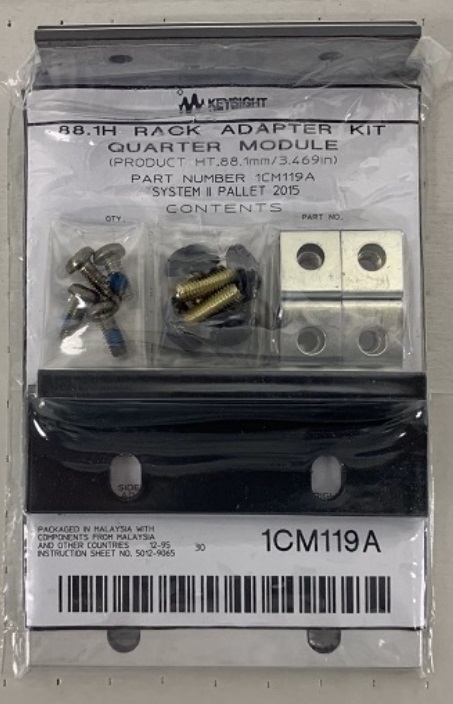 KEYSIGHT
88.1H RACK ADAPTER KIT
QUARTER MODULE
(PRODUCT HT.88.1mm/3.469in)
PART NUMBER 1CM119A
SYSTEM II PALLET 2015
CONTENTS
QTY. PART NO.
SIDE
PACKAGED IN MALAYSIA WITH
COMPONENTS FROM MALAYSIA
AND OTHER COUNTRIES 12-95
INSTRUCTION SHEET NO. 5012-9065
30
1CM119A